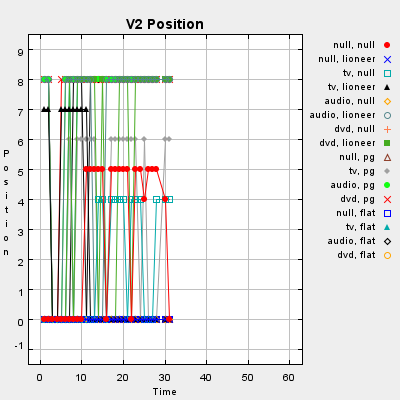 V2 Position
9
8
7
6
5
4
3
2
1
0
-1
Position
0 10 20 30 40 50 60
Time
null, null
null, lioneer
tv, null
tv, lioneer
audio, null
audio, lioneer
dvd, null
dvd, lioneer
null, pg
tv, pg
audio, pg
dvd, pg
null, flat
tv, flat
audio, flat
dvd, flat